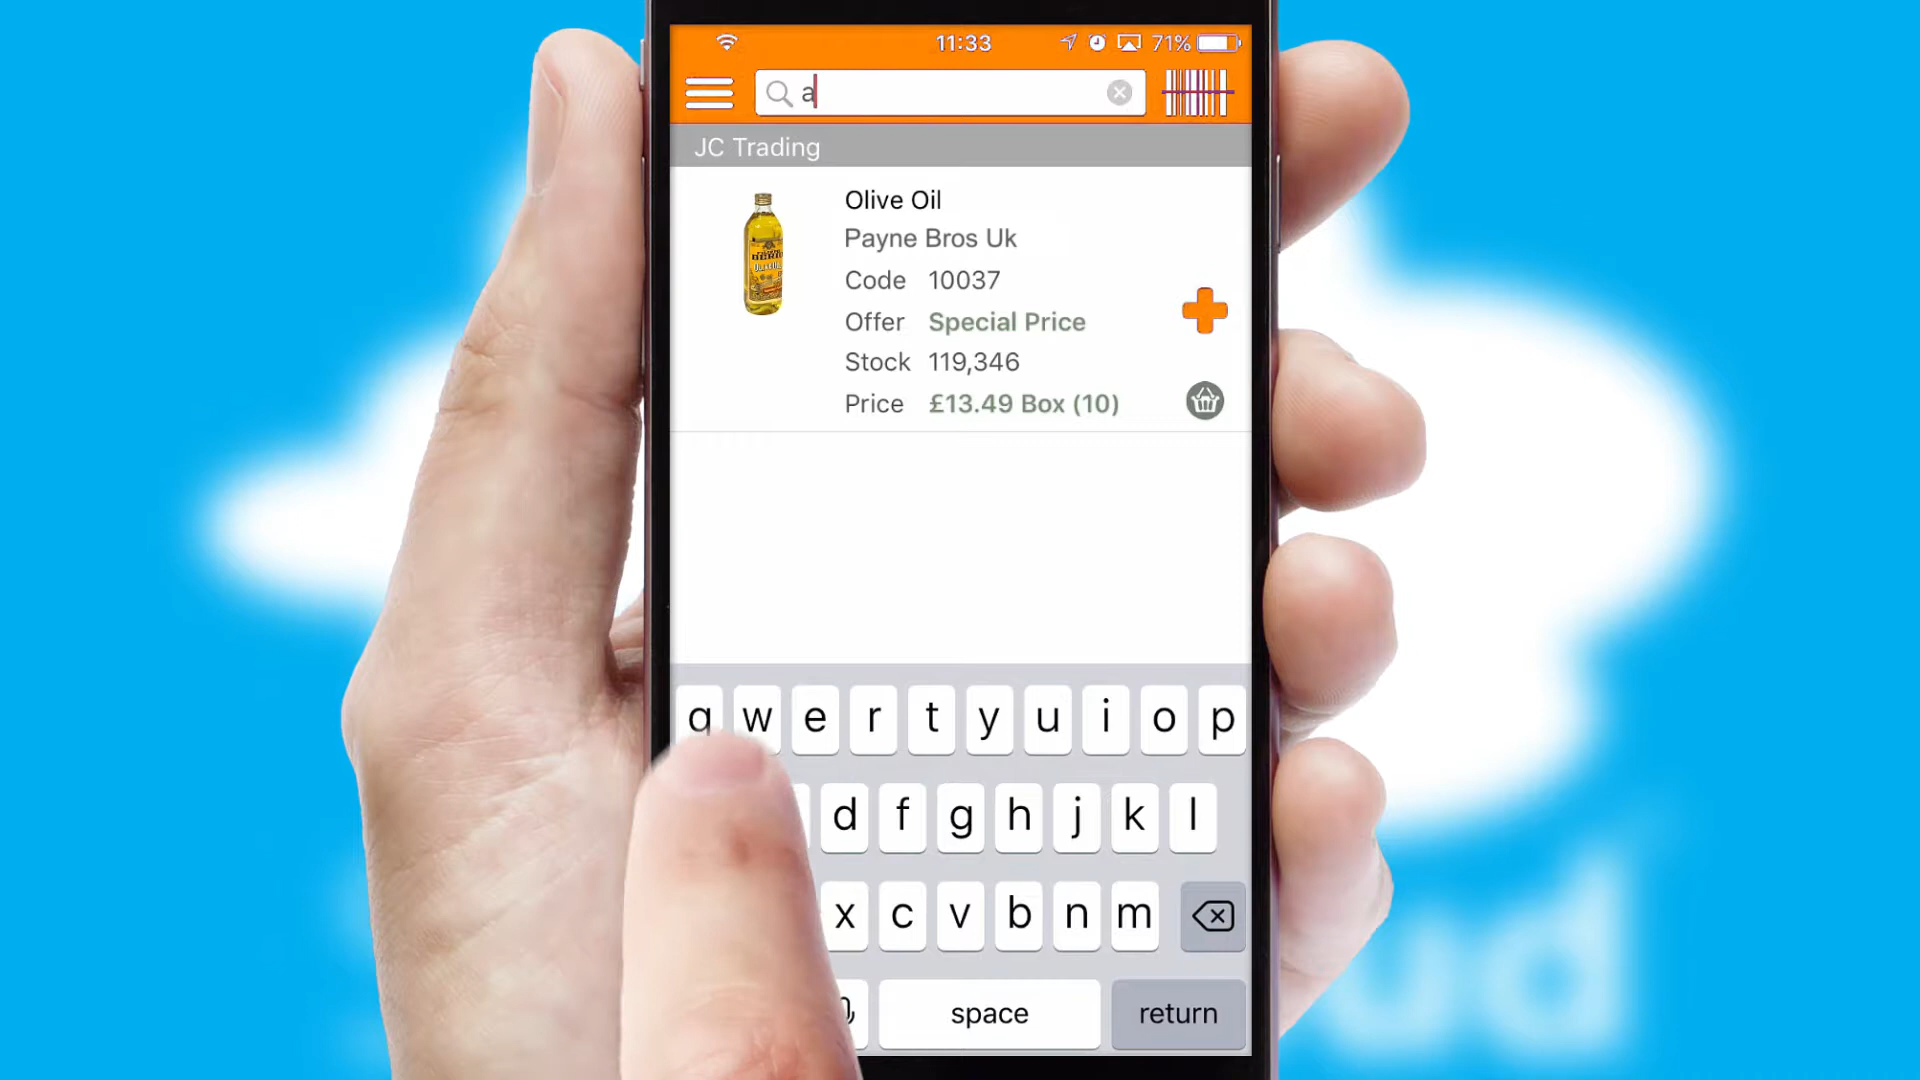 11:33
71%
a
JC Trading
Olive Oil
Payne Bros Uk
Code 10037
Offer Special Price
Stock 119,346
Price £13.49 Box (10)
q w e r t y u i o p
d f g h j k l
x c v b n m
space return
ud